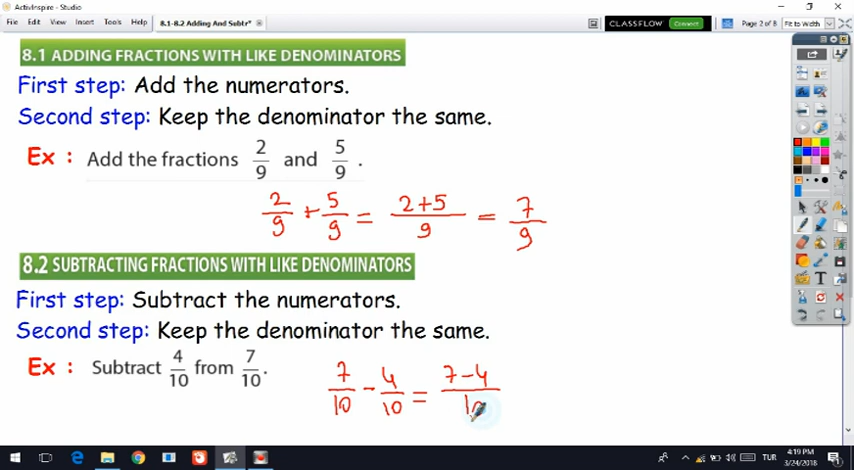 ActivInspire - Studio
File Edit View Insert Tools Help 8.1-8.2 Adding And Subtr* CLASSFLOW Connect Page 2 of 8 Fit to Width
8.1 ADDING FRACTIONS WITH LIKE DENOMINATORS
First step: Add the numerators.
Second step: Keep the denominator the same.
Ex : Add the fractions 2/9 and 5/9 .
2/9 + 5/9 = 2+5/9 = 7/9
8.2 SUBTRACTING FRACTIONS WITH LIKE DENOMINATORS
First step: Subtract the numerators.
Second step: Keep the denominator the same.
Ex : Subtract 4/10 from 7/10.
7/10 - 4/10 = 7-4/10
TUR 4:19 PM
3/24/2018